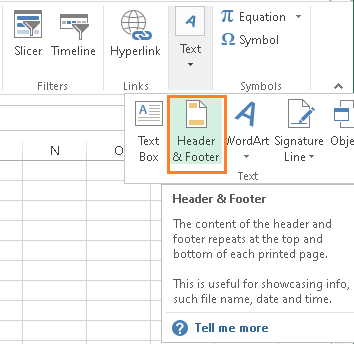 Slicer Timeline
Hyperlink
Text
π Equation
Ω Symbol
Filters
Links
Symbols
A
Text
Box
Header
& Footer
WordArt
Signature
Line
Obje
Text
N
Header & Footer
The content of the header and
footer repeats at the top and
bottom of each printed page.
This is useful for showcasing info,
such file name, date and time.
Tell me more